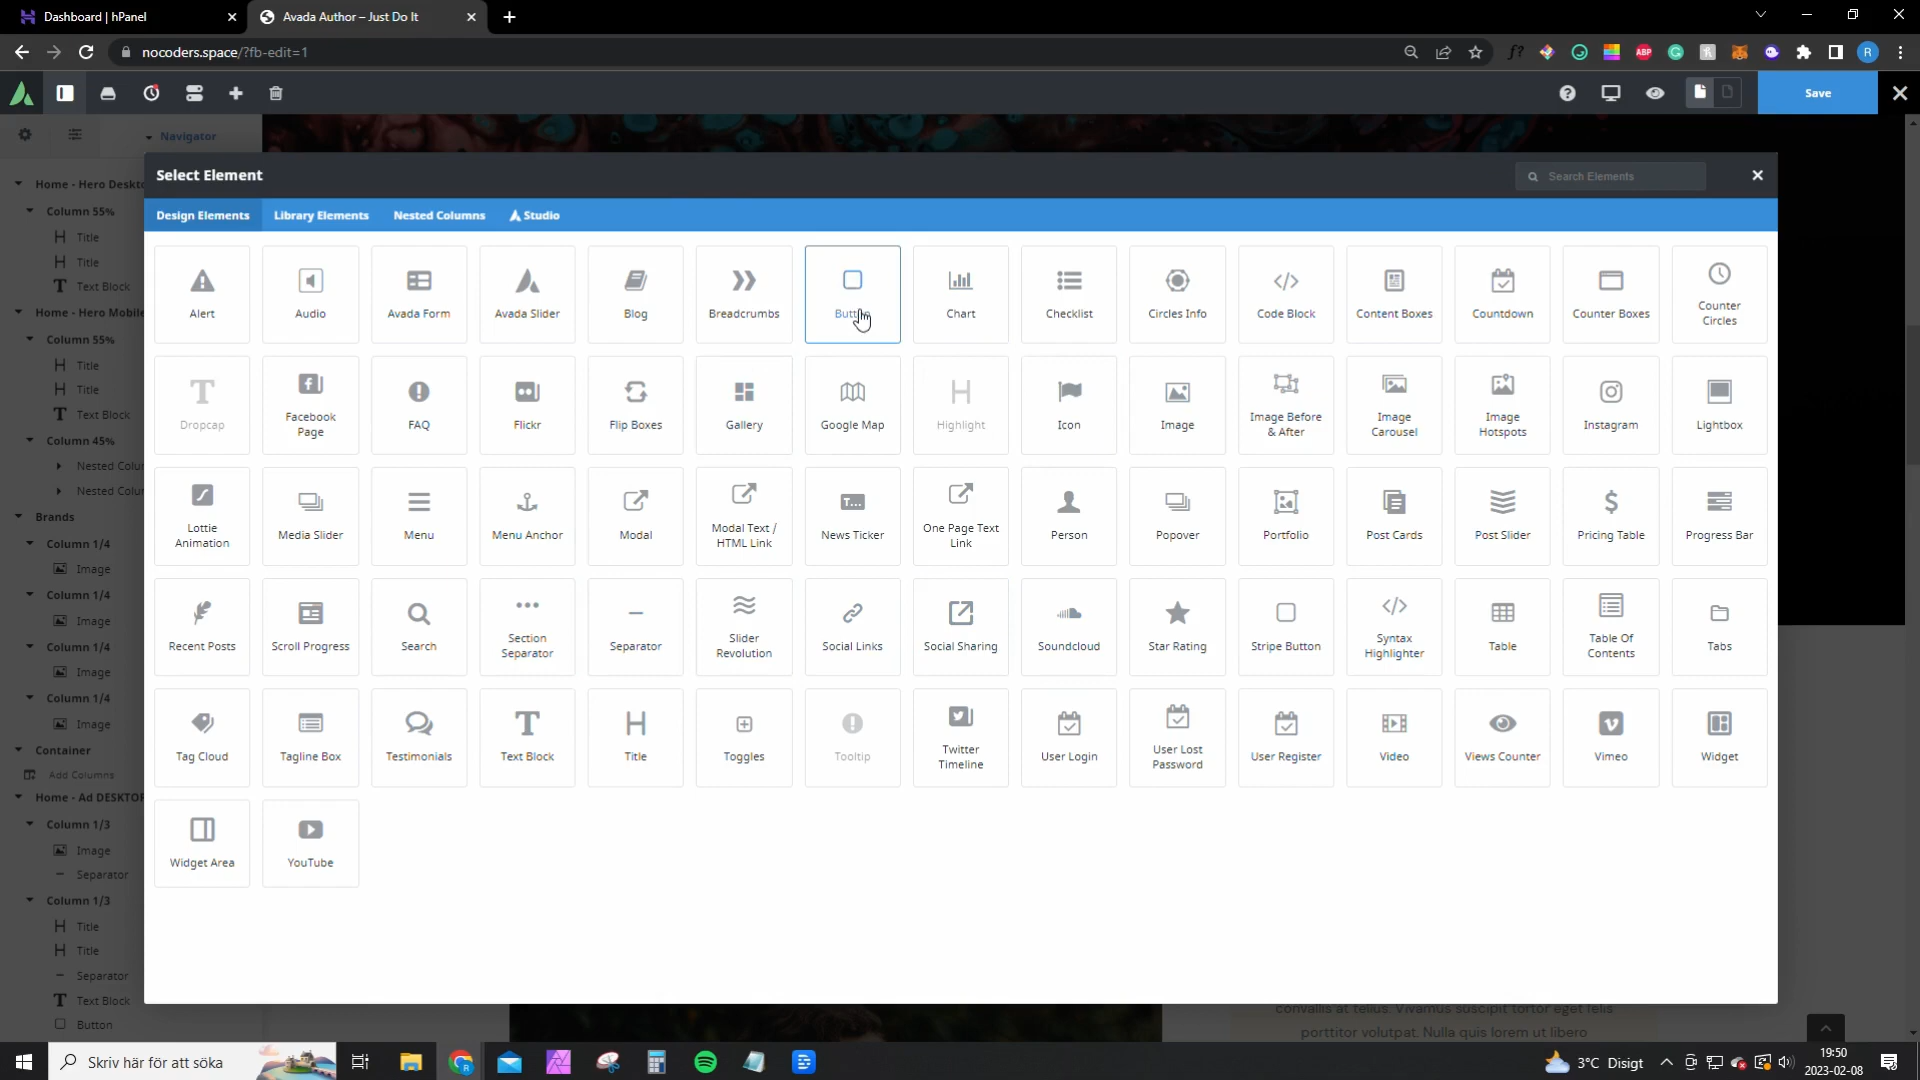 Dashboard | hPanel
Avada Author – Just Do It
nocoders.space/?fb-edit=1
f?
ABP
R
Save
Navigator
Select Element
Search Elements
Design Elements
Library Elements
Nested Columns
Studio
Home - Hero Deskto
Column 55%
Title
Title
Text Block
Home - Hero Mobile
Column 55%
Title
Title
Text Block
Column 45%
Nested Colu
Nested Colu
Brands
Column 1/4
Image
Column 1/4
Image
Column 1/4
Image
Column 1/4
Image
Container
Add Columns
Home - Ad DESKTOP
Column 1/3
Image
Separator
Column 1/3
Title
Title
Separator
Text Block
Button
Alert
Audio
Avada Form
Avada Slider
Blog
Breadcrumbs
Button
Chart
Checklist
Circles Info
Code Block
Content Boxes
Countdown
Counter Boxes
Counter
Circles
Dropcap
Facebook
Page
FAQ
Flickr
Flip Boxes
Gallery
Google Map
Highlight
Icon
Image
Image Before
& After
Image
Carousel
Image
Hotspots
Instagram
Lightbox
Lottie
Animation
Media Slider
Menu
Menu Anchor
Modal
Modal Text /
HTML Link
News Ticker
One Page Text
Link
Person
Popover
Portfolio
Post Cards
Post Slider
Pricing Table
Progress Bar
Recent Posts
Scroll Progress
Search
Section
Separator
Separator
Slider
Revolution
Social Links
Social Sharing
Soundcloud
Star Rating
Stripe Button
Syntax
Highlighter
Table
Table Of
Contents
Tabs
Tag Cloud
Tagline Box
Testimonials
Text Block
Title
Toggles
Tooltip
Twitter
Timeline
User Login
User Lost
Password
User Register
Video
Views Counter
Vimeo
Widget
Widget Area
YouTube
convallis at tellus. Vivamus suscipit tortor eget felis
porttitor volutpat. Nulla quis lorem ut libero
Skriv här för att söka
3°C Disigt
19:50
2023-02-08